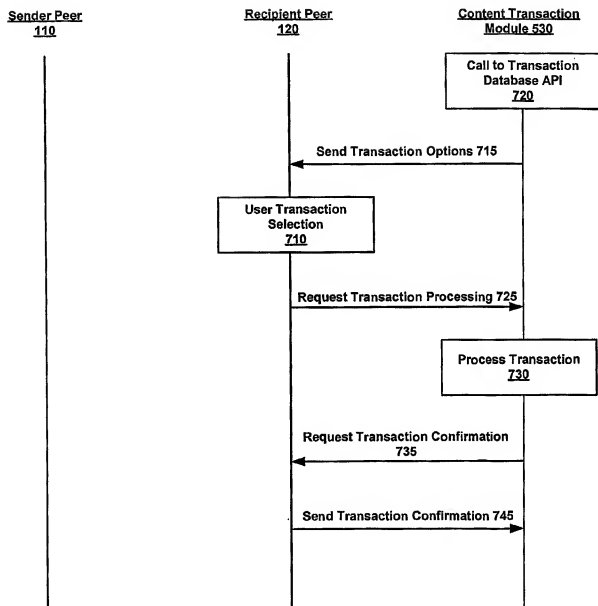 Sender Peer
110
Recipient Peer
120
Content Transaction
Module 530
Call to Transaction
Database API
720
Send Transaction Options 715
User Transaction
Selection
710
Request Transaction Processing 725
Process Transaction
730
Request Transaction Confirmation
735
Send Transaction Confirmation 745